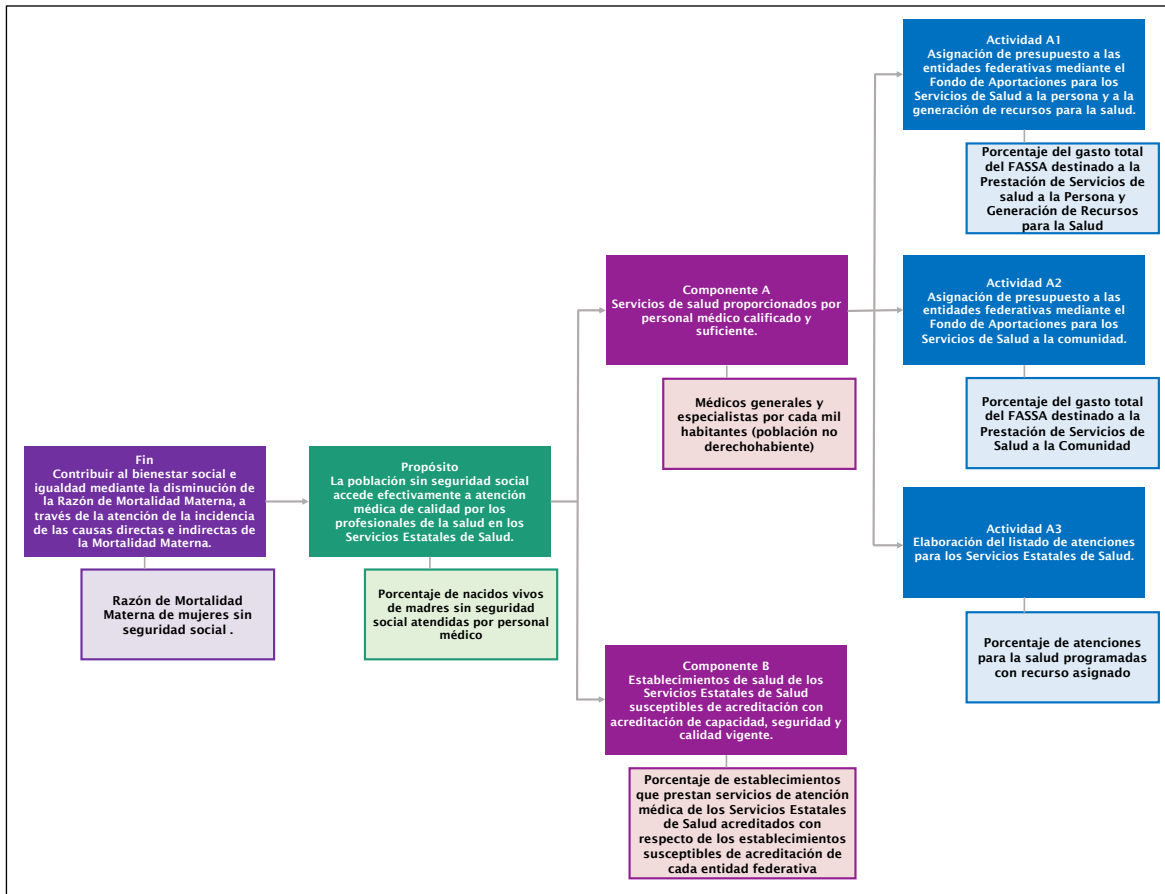 Fin
Contribuir al bienestar social e
igualdad mediante la disminución de
la Razón de Mortalidad Materna, a
través de la atención de la incidencia
de las causas directas e indirectas de
la Mortalidad Materna.
Razón de Mortalidad
Materna de mujeres sin
seguridad social .
Propósito
La población sin seguridad social
accede efectivamente a atención
médica de calidad por los
profesionales de la salud en los
Servicios Estatales de Salud.
Porcentaje de nacidos vivos
de madres sin seguridad
social atendidas por personal
médico
Componente A
Servicios de salud proporcionados por
personal médico calificado y
suficiente.
Médicos generales y
especialistas por cada mil
habitantes (población no
derechohabiente)
Componente B
Establecimientos de salud de los
Servicios Estatales de Salud
susceptibles de acreditación con
acreditación de capacidad, seguridad y
calidad vigente.
Porcentaje de establecimientos
que prestan servicios de atención
médica de los Servicios Estatales
de Salud acreditados con
respecto de los establecimientos
susceptibles de acreditación de
cada entidad federativa
Actividad A1
Asignación de presupuesto a las
entidades federativas mediante el
Fondo de Aportaciones para los
Servicios de Salud a la persona y a la
generación de recursos para la salud.
Porcentaje del gasto total
del FASSA destinado a la
Prestación de Servicios de
salud a la Persona y
Generación de Recursos
para la Salud
Actividad A2
Asignación de presupuesto a las
entidades federativas mediante el
Fondo de Aportaciones para los
Servicios de Salud a la comunidad.
Porcentaje del gasto total
del FASSA destinado a la
Prestación de Servicios de
Salud a la Comunidad
Actividad A3
Elaboración del listado de atenciones
para los Servicios Estatales de Salud.
Porcentaje de atenciones
para la salud programadas
con recurso asignado